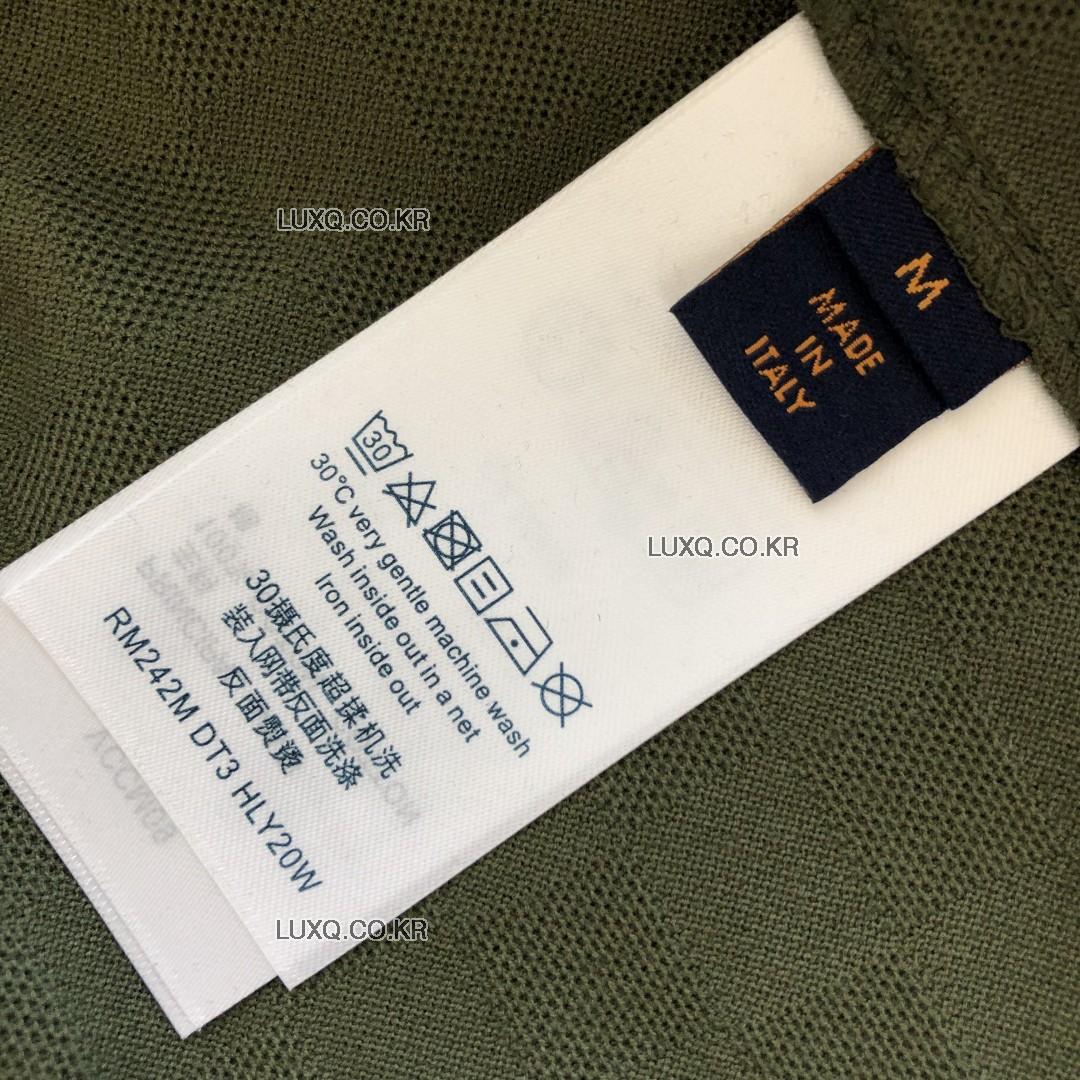 LUXQ.CO.KR
M
MADE
IN
ITALY
LUXQ.CO.KR
30
30°C very gentle machine wash
Wash inside out in a net
Iron inside out
30摄氏度超揉机洗
装入网带反面洗涤
反面熨烫
RM242M DT3 HLY20W
LUXQ.CO.KR